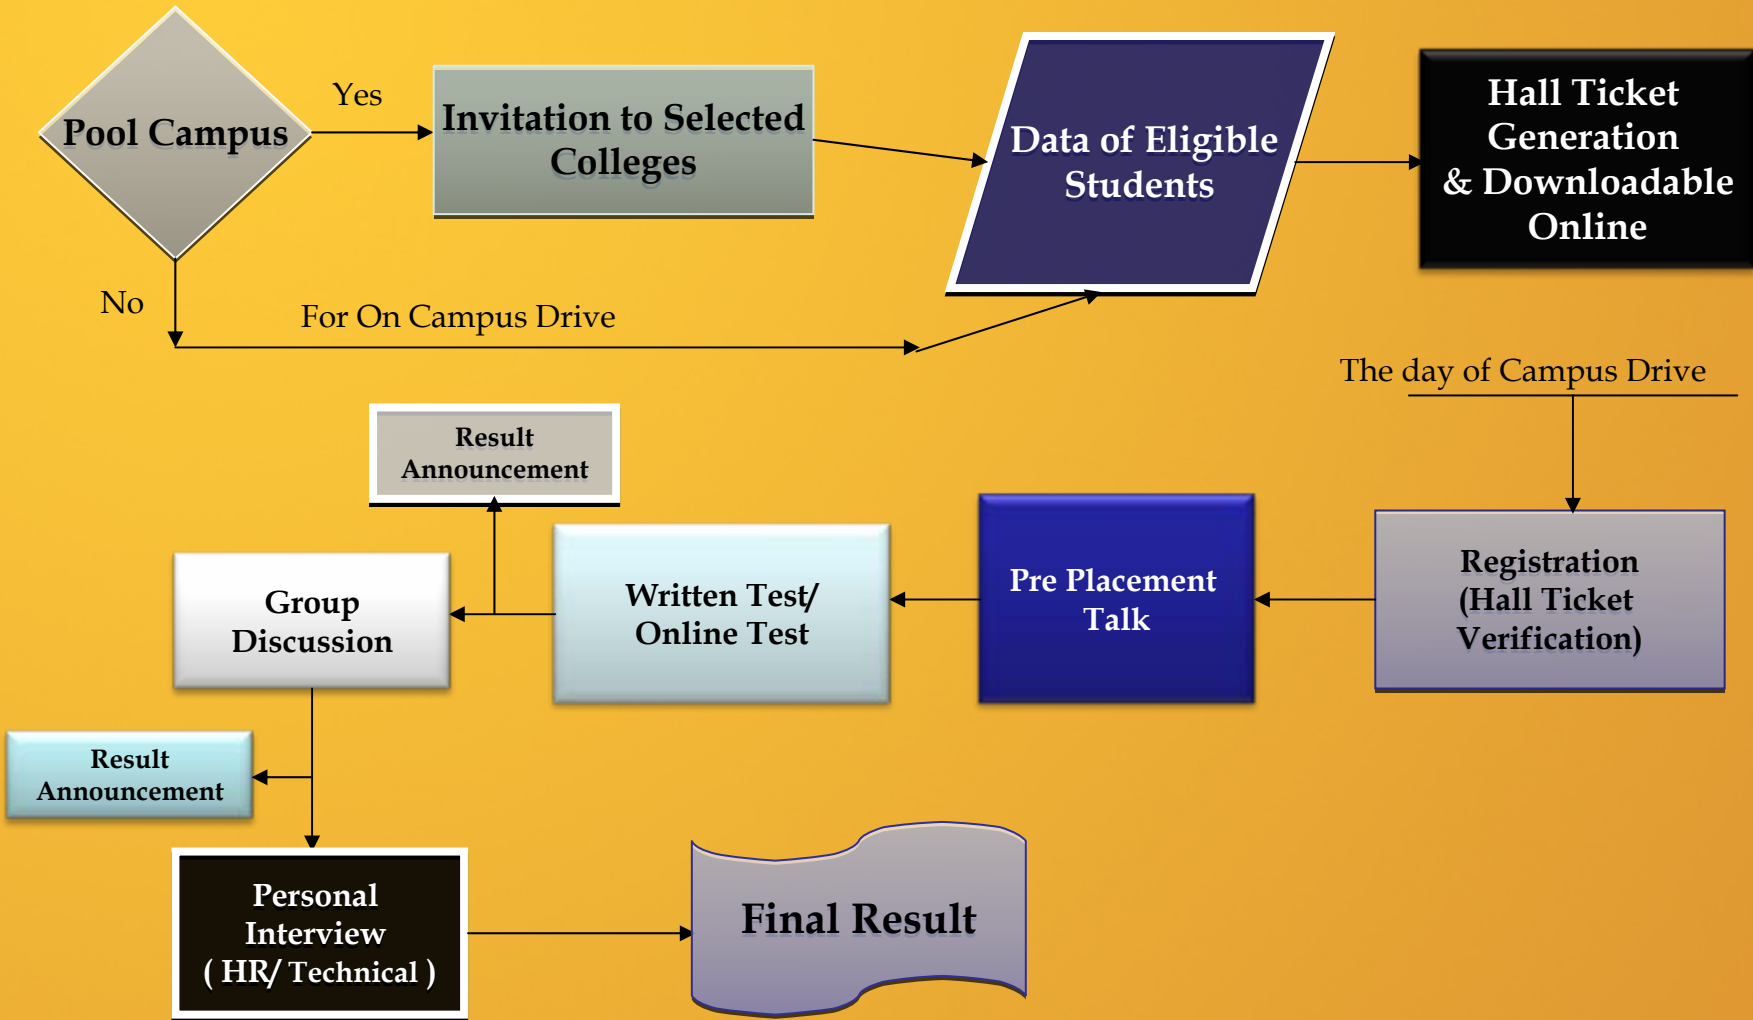 Pool Campus
Yes
Invitation to Selected
Colleges
Data of Eligible
Students
Hall Ticket
Generation
& Downloadable
Online
No
For On Campus Drive
The day of Campus Drive
Result
Announcement
Group
Discussion
Written Test/
Online Test
Pre Placement
Talk
Registration
(Hall Ticket
Verification)
Result
Announcement
Personal
Interview
( HR/ Technical )
Final Result